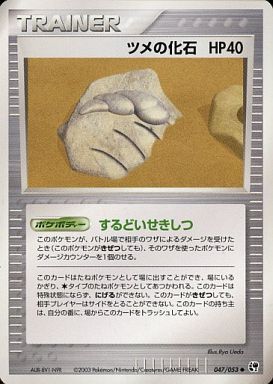 TRAINER
ツメの化石 HP40
ポケボディー するどいせきしつ
このポケモンが、バトル場で相手のワザによるダメージを受けた
とき（このポケモンがきぜつしても）、そのワザを使ったポケモンに
ダメージカウンターを1個のせる。
このカードはたねポケモンとして場に出すことができ、場にいるか
ぎり、HP40・★タイプのたねポケモンとしてあつかわれる。このカードは
特殊状態にならず、にげるができない。このカードがきぜつしても、
相手プレイヤーはサイドをとることができない。このカードの持ち
主は、自分の番に、場からこのカードをトラッシュしてよい。
Illus.Ryo Ueda
©2003 Pokémon/Nintendo/Creatures/GAME FREAK
047/053 ●